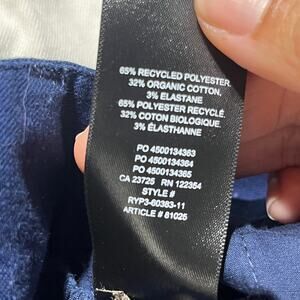 65% RECYCLED POLYESTER.
32% ORGANIC COTTON.
3% ELASTANE
65% POLYESTER RECYCLÉ.
32% COTON BIOLOGIQUE.
3% ÉLASTHANNE
PO 4500134363
PO 4500134364
PO 4500134365
CA 23725 RN 122354
STYLE #
RYP3-60363-11
ARTICLE # 81025